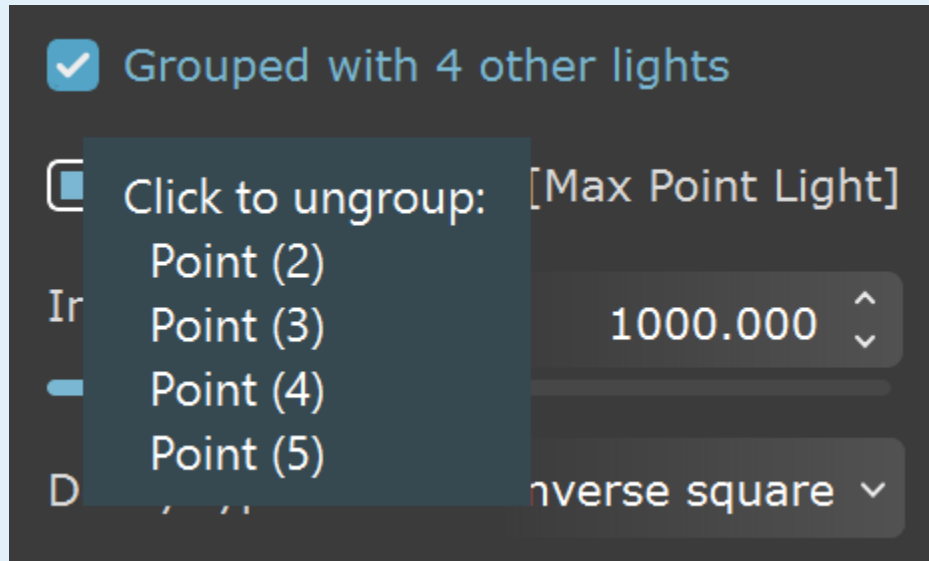 Grouped with 4 other lights
[Max Point Light]
Click to ungroup:
Point (2)
Point (3)
Point (4)
Point (5)
1000.000
nverse square